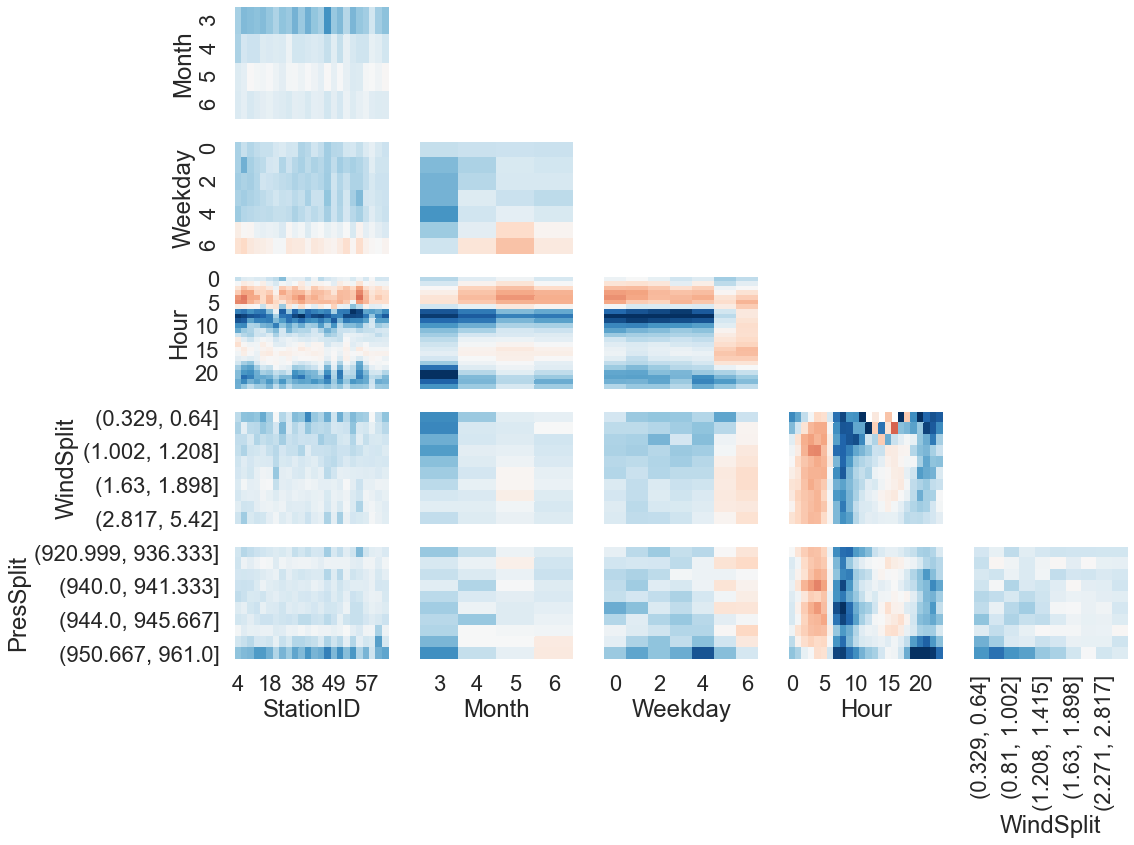 Month
3
4
5
6
Weekday
0
2
4
6
Hour
0
5
10
15
20
WindSplit
(0.329, 0.64]
(1.002, 1.208]
(1.63, 1.898]
(2.817, 5.42]
PresSplit
(920.999, 936.333]
(940.0, 941.333]
(944.0, 945.667]
(950.667, 961.0]
4 18 38 49 57
StationID
3 4 5 6
Month
0 2 4 6
Weekday
0 5 10 15 20
Hour
(0.329, 0.64]
(0.81, 1.002]
(1.208, 1.415]
(1.63, 1.898]
(2.271, 2.817]
WindSplit